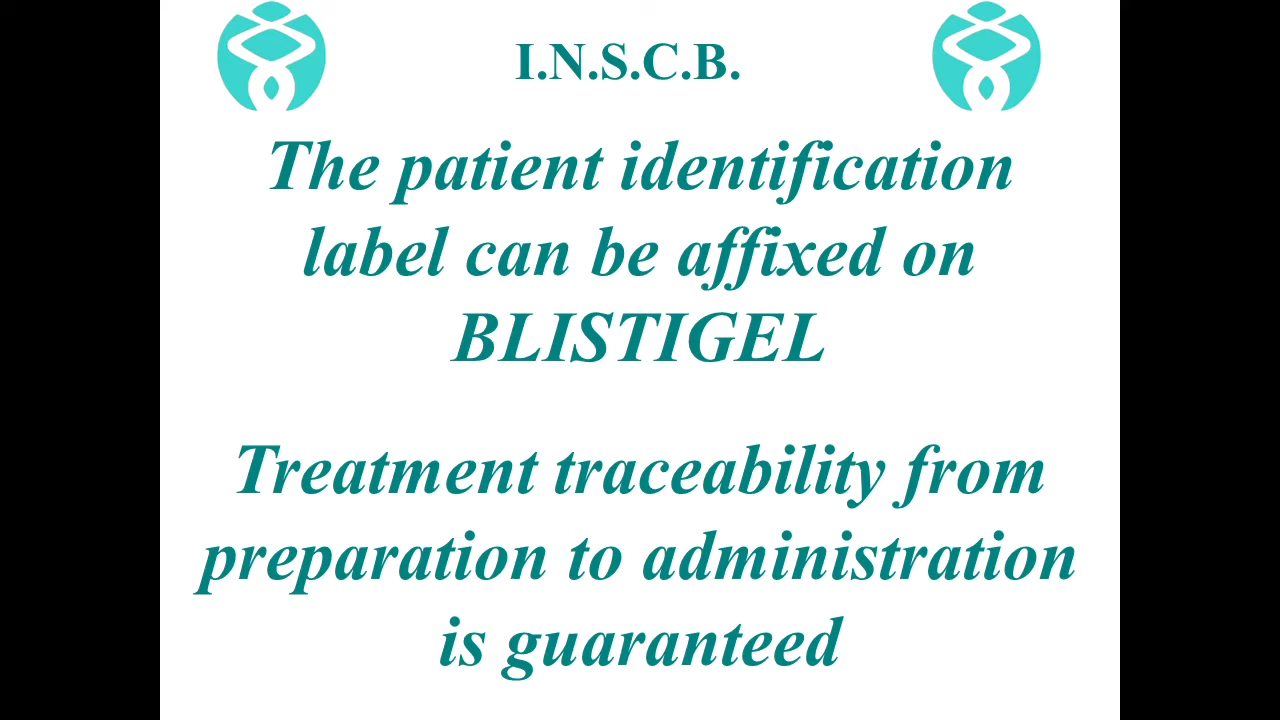 I.N.S.C.B.
The patient identification
label can be affixed on
BLISTIGEL
Treatment traceability from
preparation to administration
is guaranteed